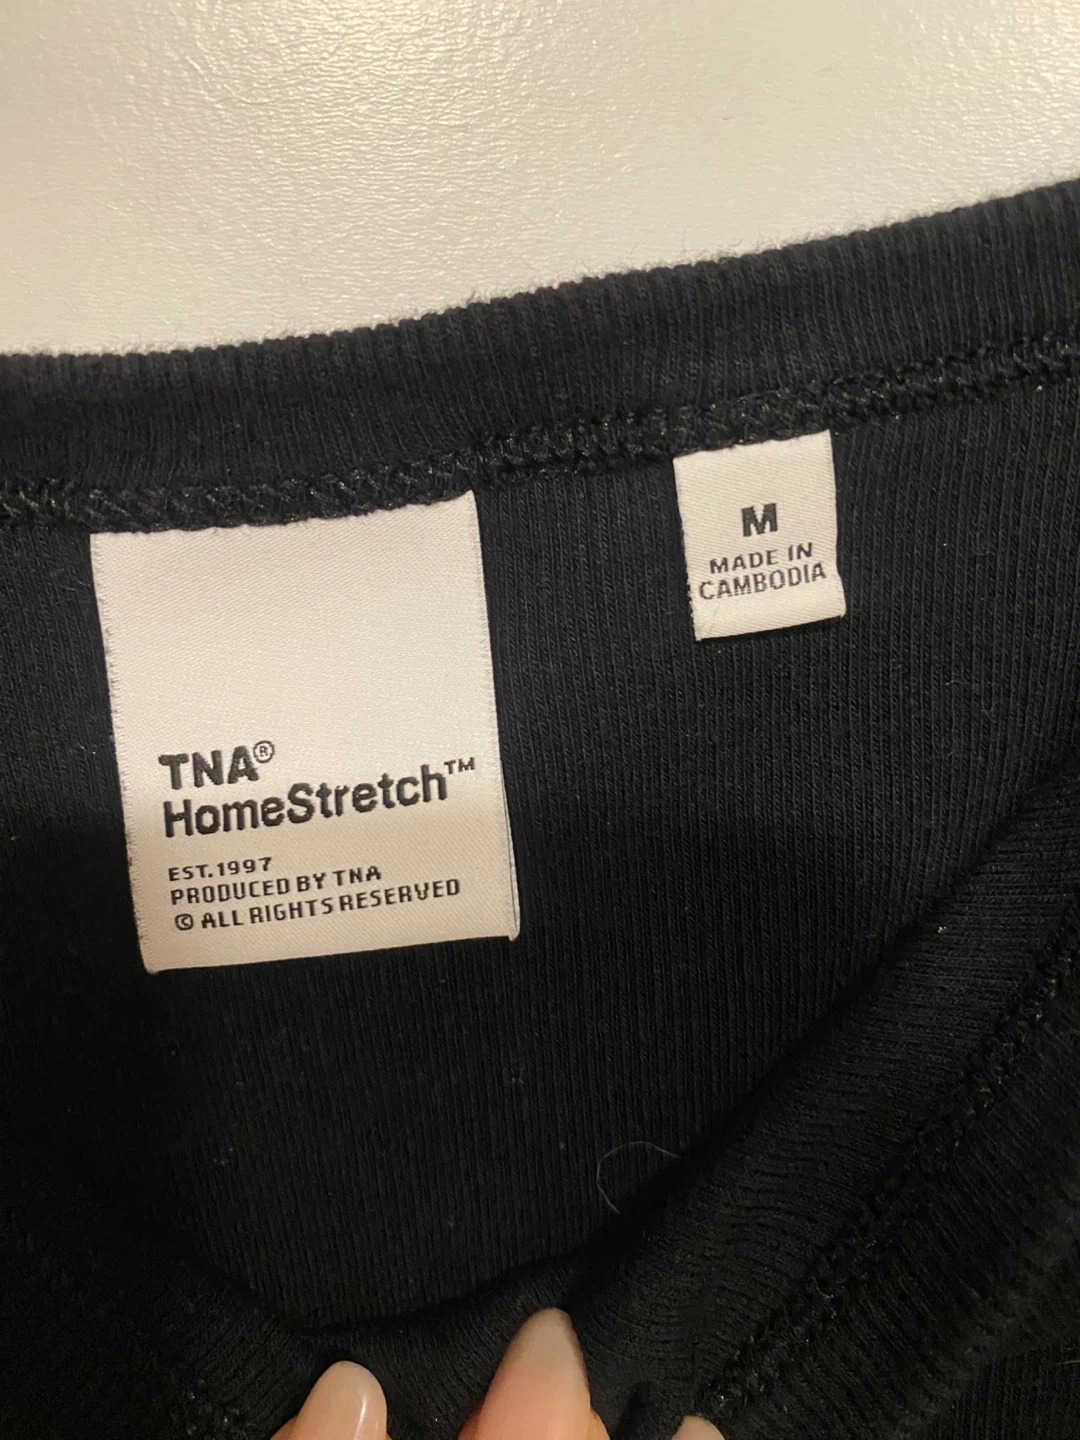 TNA®
HomeStretch™
EST. 1997
PRODUCED BY TNA
© ALL RIGHTS RESERVED
M
MADE IN
CAMBODIA